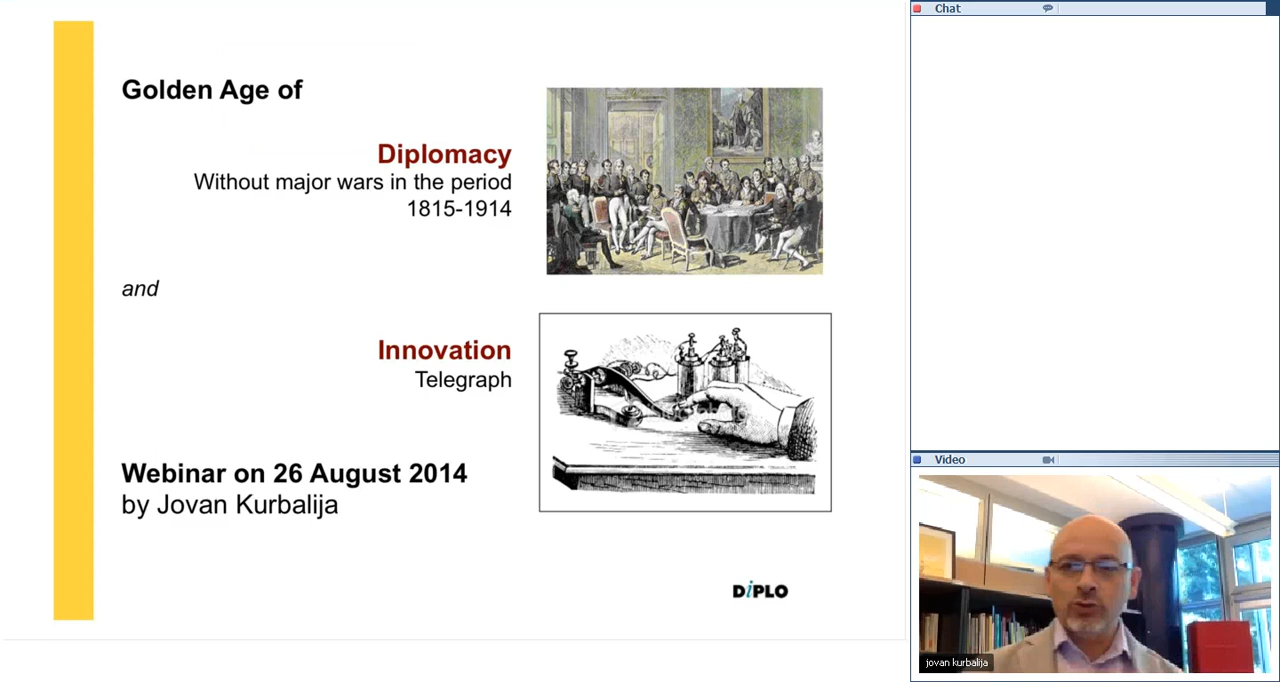 Golden Age of
Diplomacy
Without major wars in the period
1815-1914
and
Innovation
Telegraph
Webinar on 26 August 2014
by Jovan Kurbalija
DiPLO
Chat
Video
jovan kurbalija